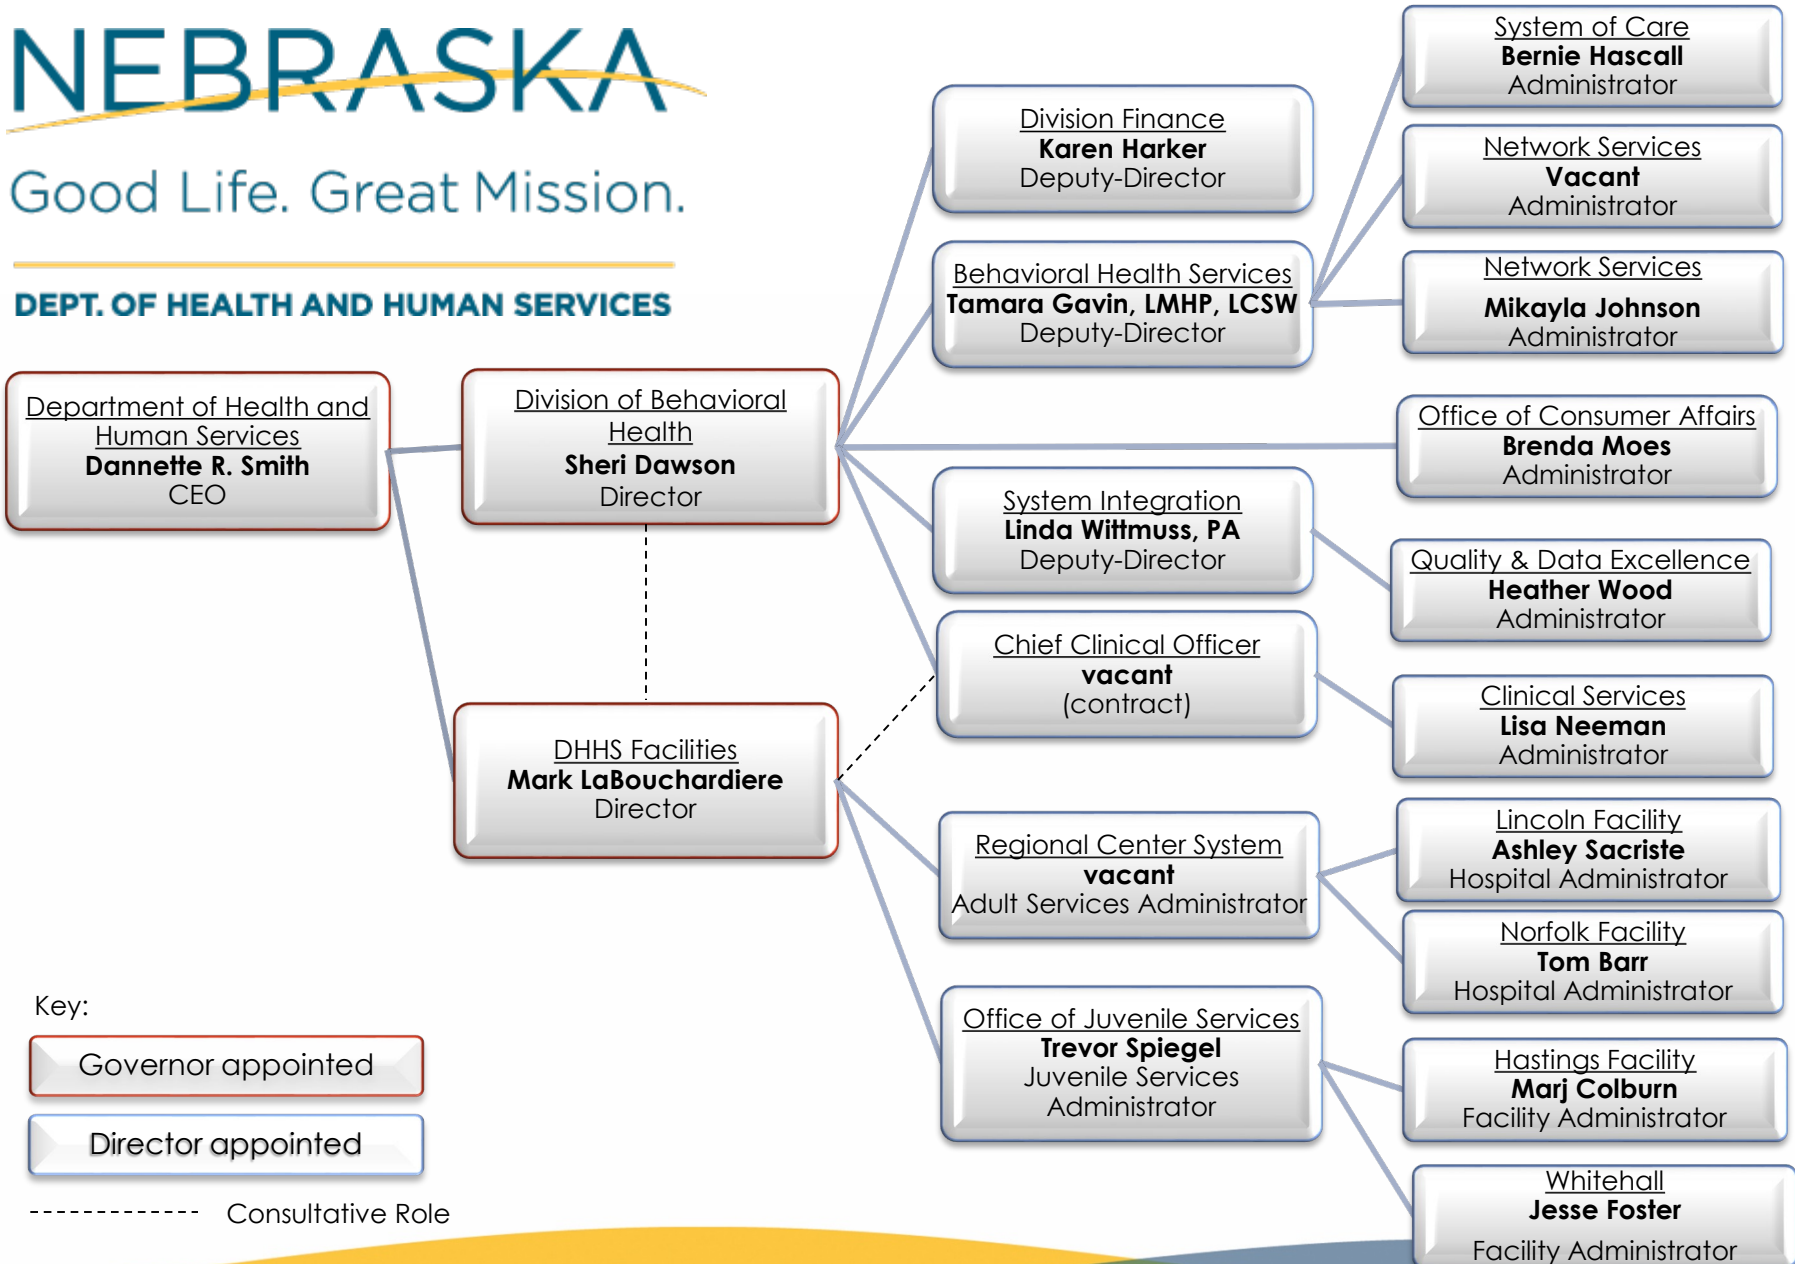 NEBRASKA
Good Life. Great Mission.
DEPT. OF HEALTH AND HUMAN SERVICES
Department of Health and
Human Services
Dannette R. Smith
CEO
Division of Behavioral
Health
Sheri Dawson
Director
DHHS Facilities
Mark LaBouchardiere
Director
Division Finance
Karen Harker
Deputy-Director
Behavioral Health Services
Tamara Gavin, LMHP, LCSW
Deputy-Director
System Integration
Linda Wittmuss, PA
Deputy-Director
Chief Clinical Officer
vacant
(contract)
Regional Center System
vacant
Adult Services Administrator
Office of Juvenile Services
Trevor Spiegel
Juvenile Services
Administrator
System of Care
Bernie Hascall
Administrator
Network Services
Vacant
Administrator
Network Services
Mikayla Johnson
Administrator
Office of Consumer Affairs
Brenda Moes
Administrator
Quality & Data Excellence
Heather Wood
Administrator
Clinical Services
Lisa Neeman
Administrator
Lincoln Facility
Ashley Sacriste
Hospital Administrator
Norfolk Facility
Tom Barr
Hospital Administrator
Hastings Facility
Marj Colburn
Facility Administrator
Whitehall
Jesse Foster
Facility Administrator
Key:
Governor appointed
Director appointed
Consultative Role